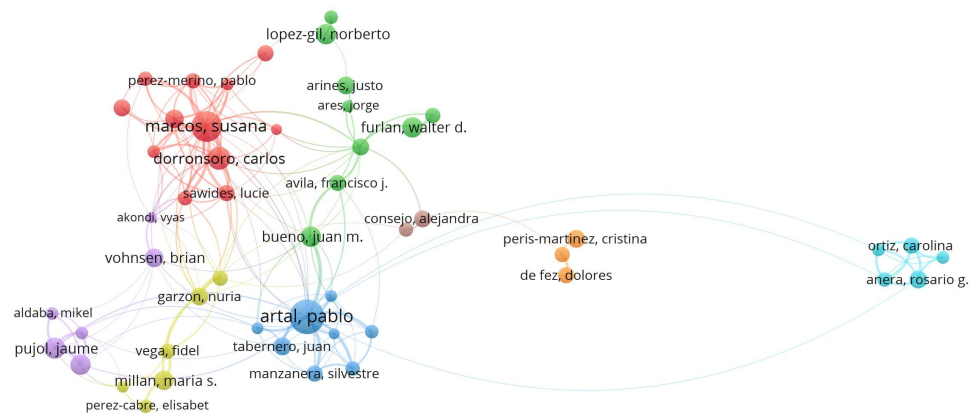 lopez-gil, norberto
perez-merino, pablo
arines, justo
ares, jorge
marcos, susana
furlan, walter d.
dorronsoro, carlos
avila, francisco j.
sawides, lucie
akondi, vyas
consejo, alejandra
bueno, juan m.
peris-martinez, cristina
ortiz, carolina
vohnsen, brian
de fez, dolores
anera, rosario g.
garzon, nuria
aldaba, mikel
artal, pablo
pujol, jaume
vega, fidel
tabernero, juan
manzanera, silvestre
millan, maria s.
perez-cabre, elisabet